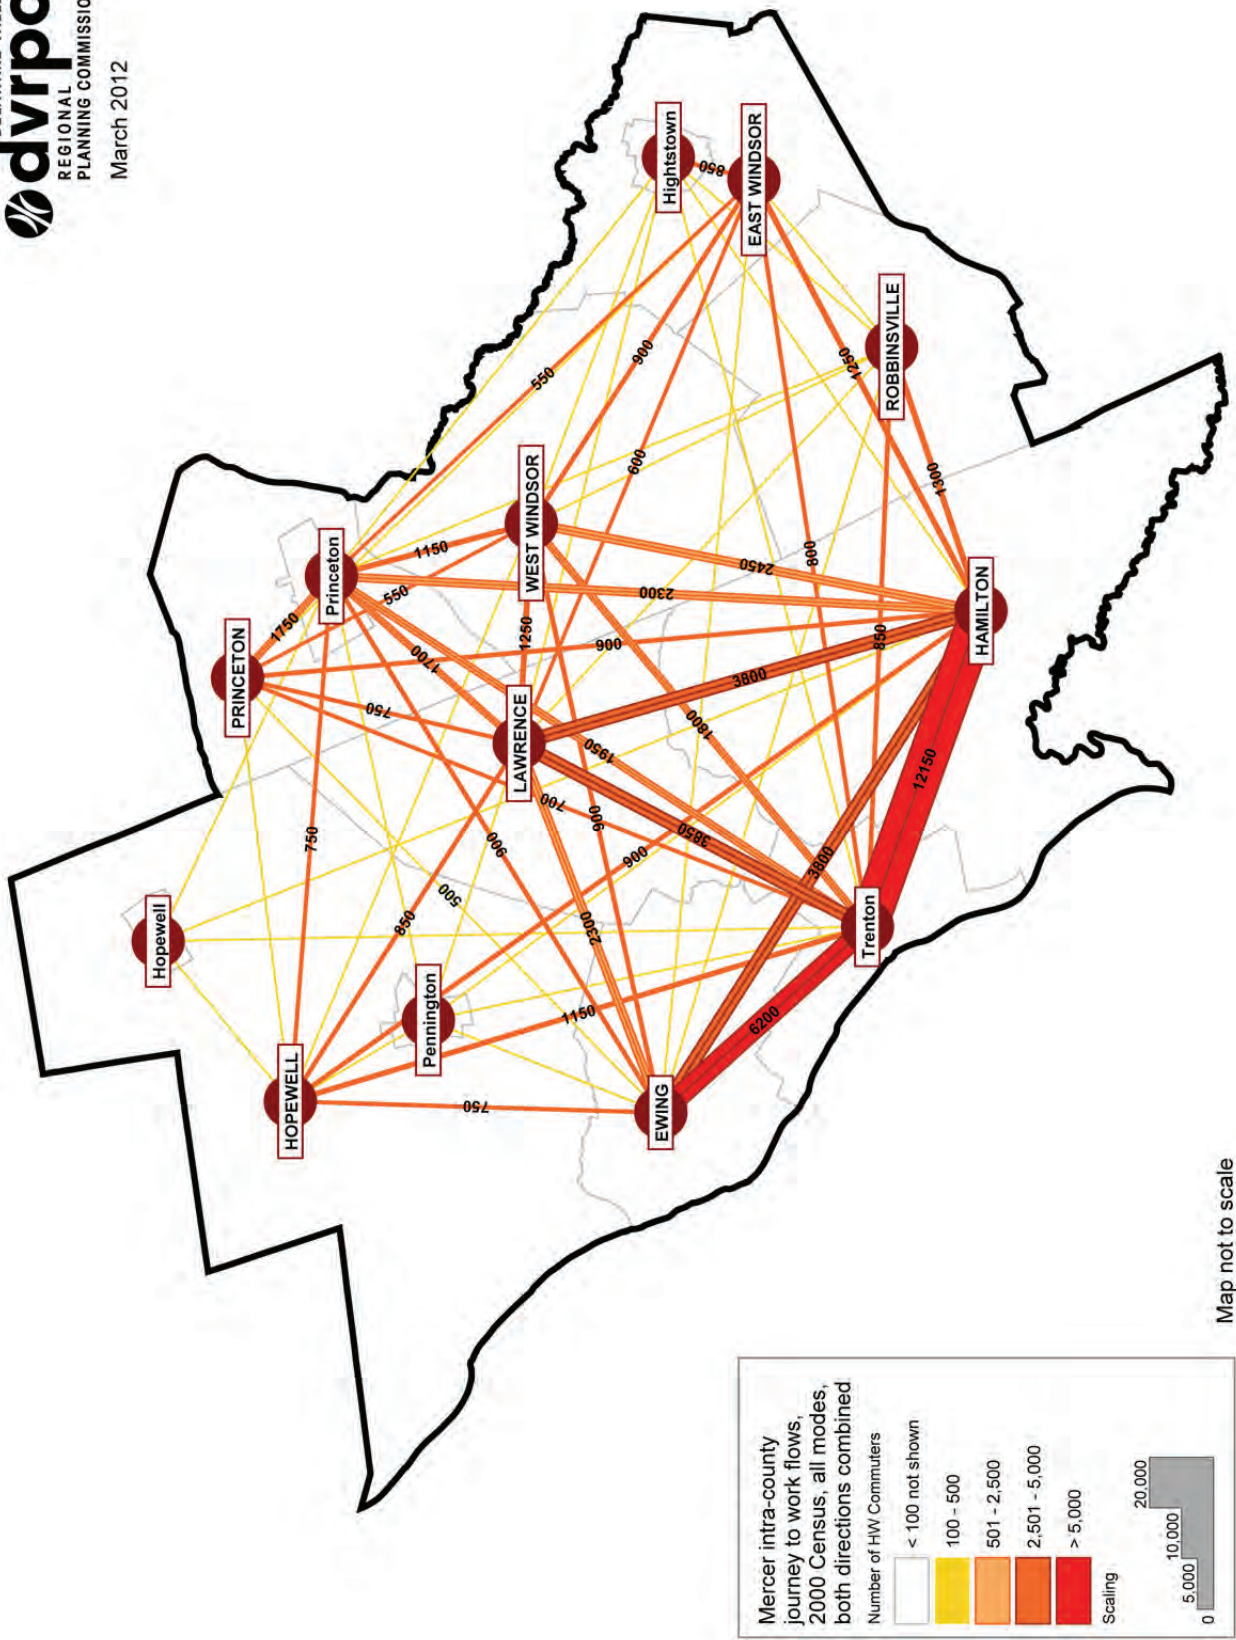 dvrpc
REGIONAL
PLANNING COMMISSION
March 2012
Hightstown
850
EAST WINDSOR
550
900
600
1250
ROBBINSVILLE
1300
800
850
WEST WINDSOR
Princeton
1150
550
2450
2300
HAMILTON
PRINCETON
1750
1700
1250
900
750
LAWRENCE
3800
1800
1950
700
900
3850
12150
750
900
900
3800
Hopewell
850
500
2300
Trenton
Pennington
1150
6200
HOPEWELL
750
EWING
Map not to scale
Mercer intra-county
journey to work flows,
2000 Census, all modes,
both directions combined
Number of HW Commuters
< 100 not shown
100 - 500
501 - 2,500
2,501 - 5,000
> 5,000
Scaling
0
5,000
10,000
20,000